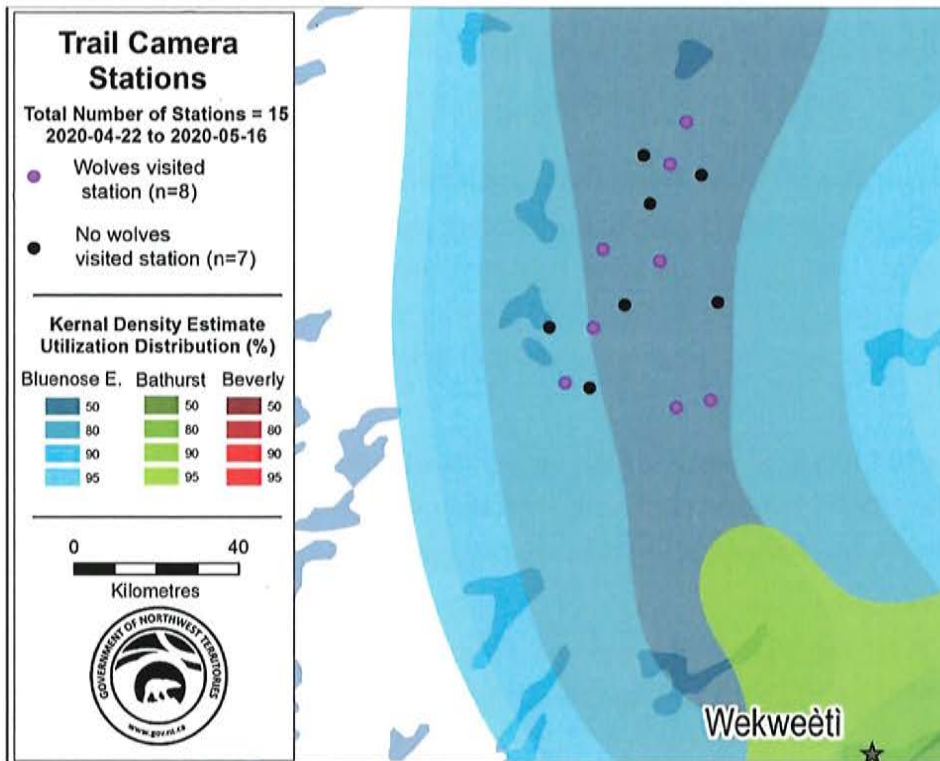 Trail Camera
Stations
Total Number of Stations = 15
2020-04-22 to 2020-05-16
Wolves visited
station (n=8)
No wolves
visited station (n=7)
Kernal Density Estimate
Utilization Distribution (%)
Bluenose E. Bathurst Beverly
50 50 50
80 80 80
90 90 90
95 95 95
0 40
Kilometres
GOVERNMENT OF NORTHWEST TERRITORIES
www.gov.nt.ca
Wekweètì